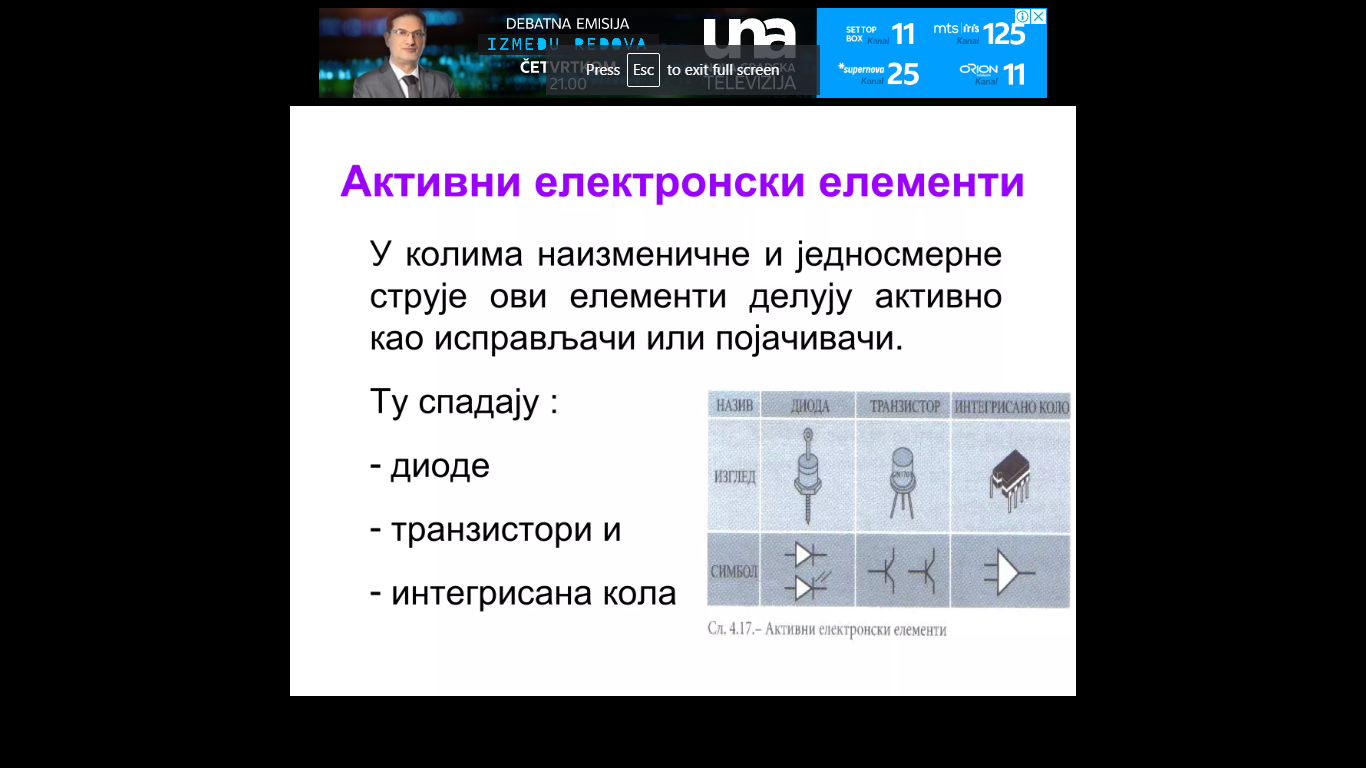 DEBATNA EMISIJA
IZMEĐU REDOVA
ČETVRTKOM
21.00
una
TELEVIZIJA
SET TOP BOX Kanal 11
mts iris Kanal 125
supernova Kanal 25
ORION Kanal 11
Press Esc to exit full screen
Активни електронски елементи
У колима наизменичне и једносмерне
струје ови елементи делују активно
као исправљачи или појачивачи.
Ту спадају :
- диоде
- транзистори и
- интегрисана кола
НАЗИВ ДИОДА ТРАНЗИСТОР ИНТЕГРИСАНО КОЛО
ИЗГЛЕД
СИМБОЛ
Сл. 4.17.– Активни електронски елементи